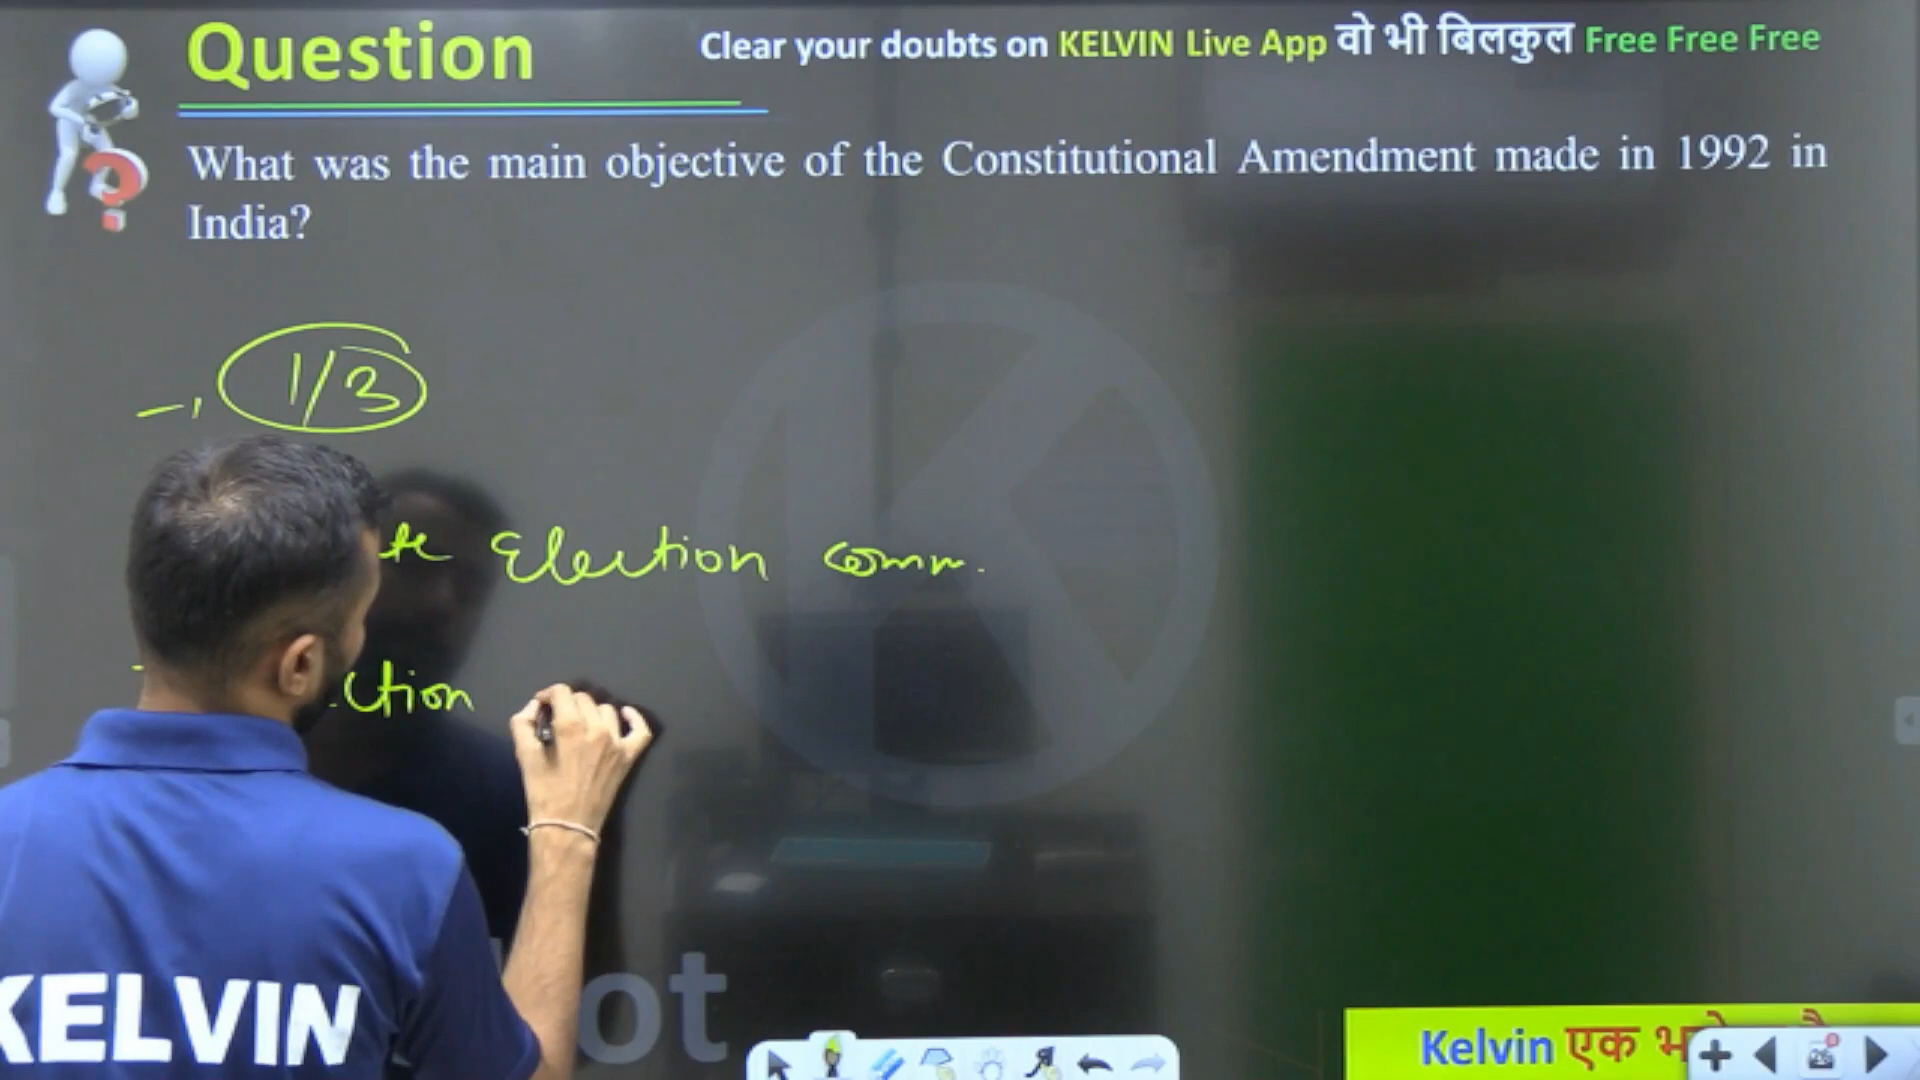 Question
Clear your doubts on KELVIN Live App वो भी बिलकुल Free Free Free
What was the main objective of the Constitutional Amendment made in 1992 in
India?
1/3
Election comm.
KELVIN
Kelvin एक